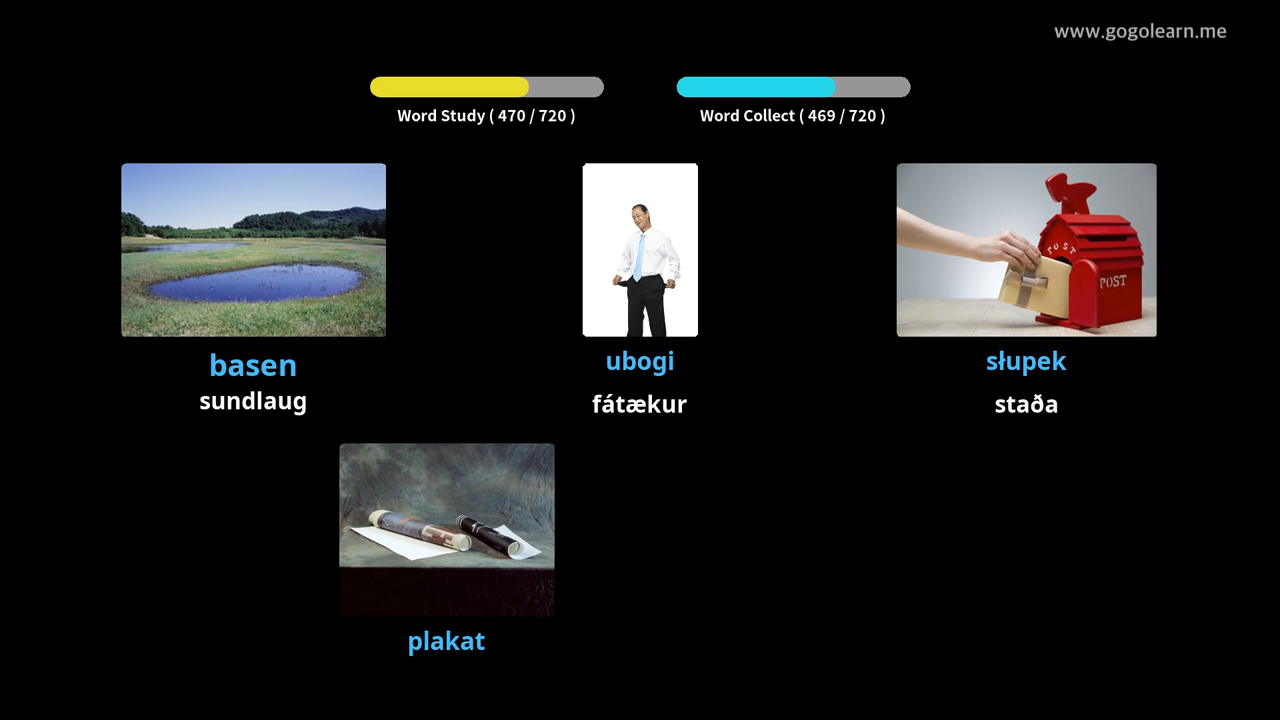 www.gogolearn.me
Word Study ( 470 / 720 )
Word Collect ( 469 / 720 )
POST
POST
basen
ubogi
słupek
sundlaug
fátækur
staða
plakat